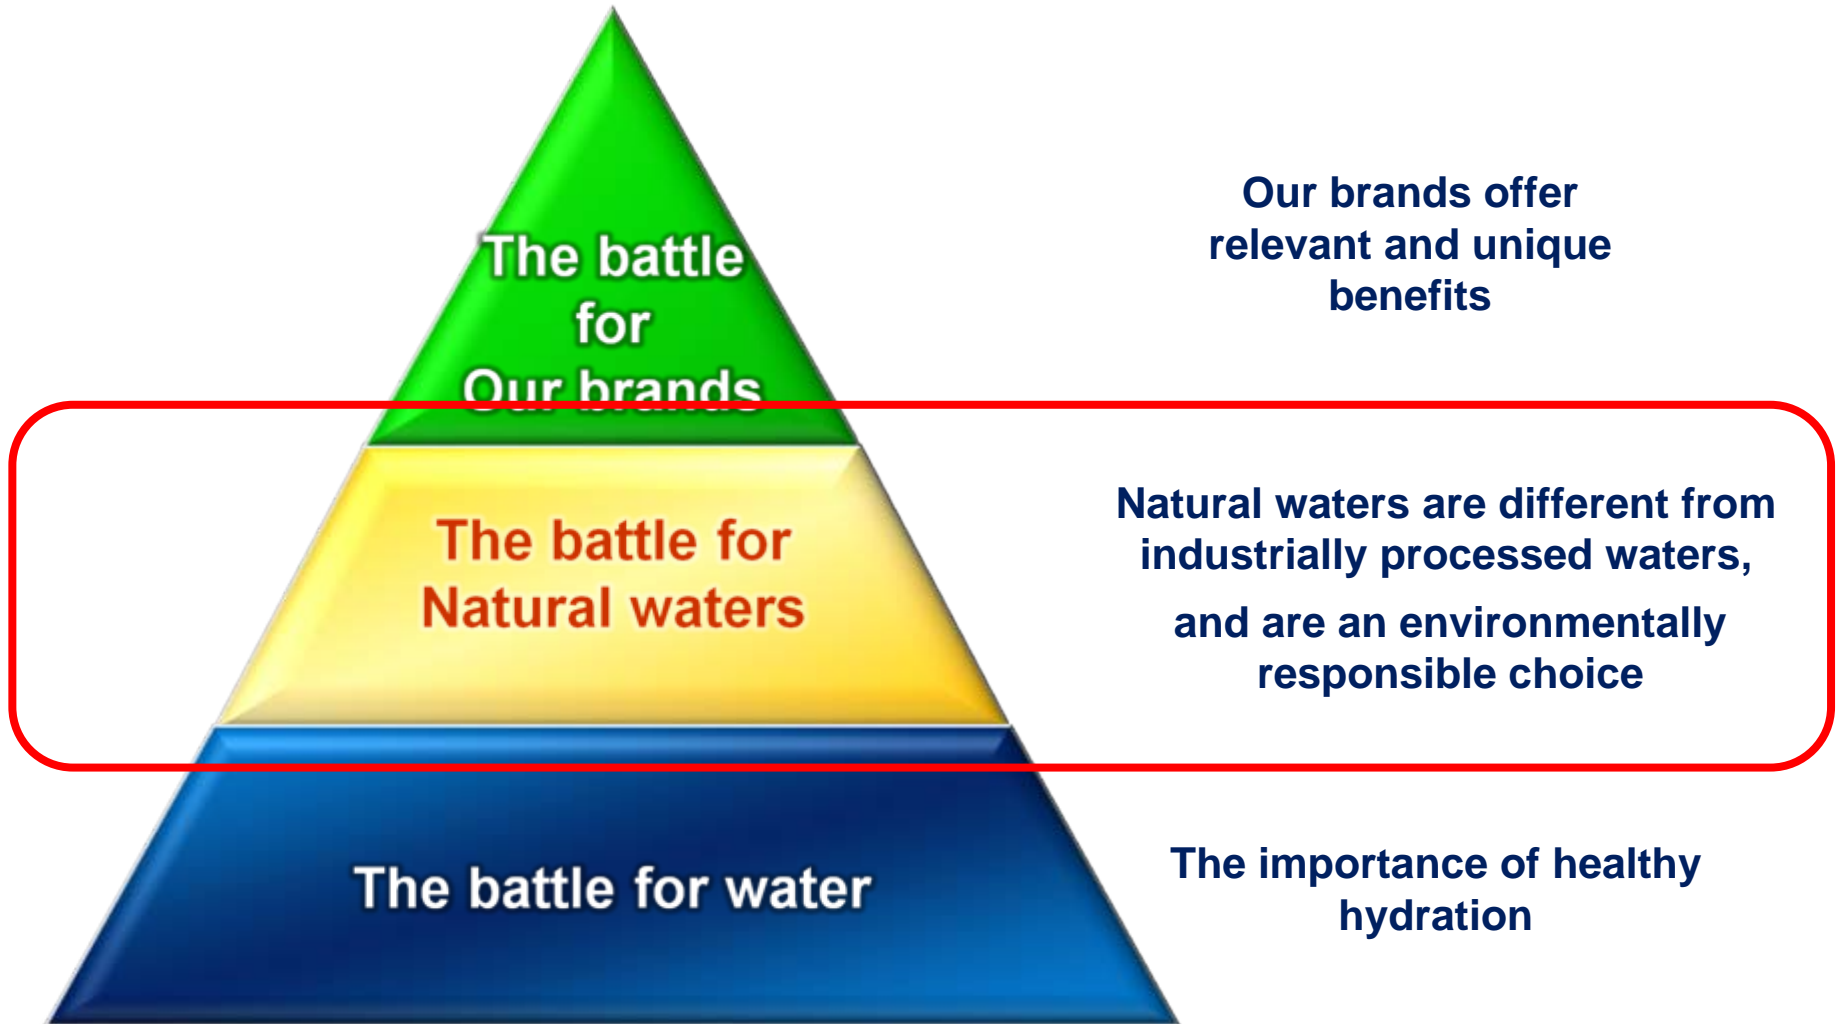 The battle
for
Our brands
Our brands offer
relevant and unique
benefits
The battle for
Natural waters
Natural waters are different from
industrially processed waters,
and are an environmentally
responsible choice
The battle for water
The importance of healthy
hydration